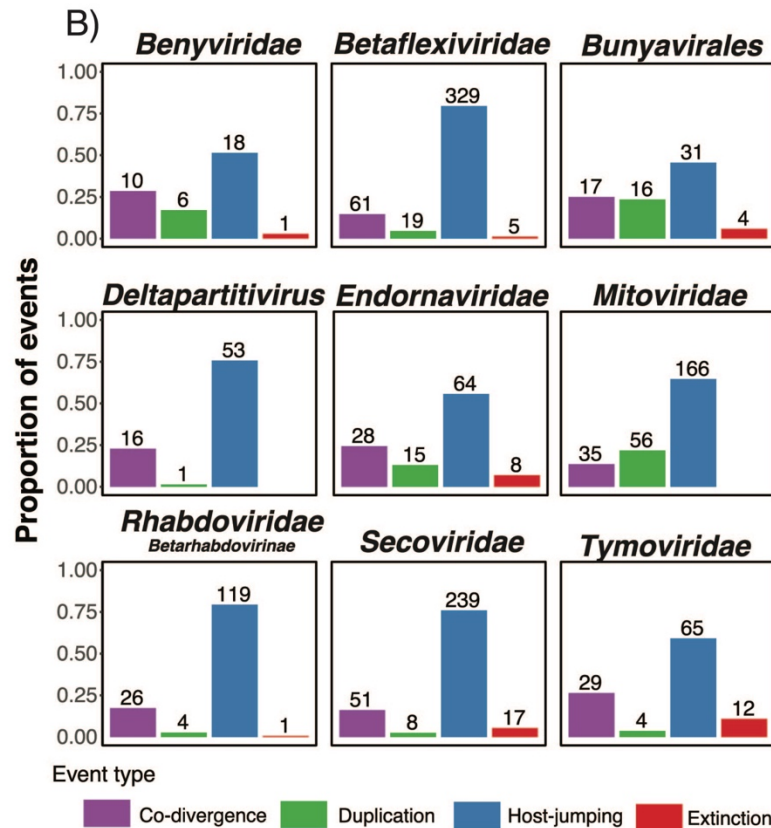 B)
Benyviridae Betaflexiviridae Bunyavirales
Proportion of events
1.00
0.75
0.50
0.25
0.00
10 6 18 1
61 19 329 5
17 16 31 4
Deltapartitivirus Endornaviridae Mitoviridae
1.00
0.75
0.50
0.25
0.00
16 1 53
28 15 64 8
35 56 166
Rhabdoviridae Secoviridae Tymoviridae
Betarhabdovirinae
1.00
0.75
0.50
0.25
0.00
26 4 119 1
51 8 239 17
29 4 65 12
Event type
Co-divergence Duplication Host-jumping Extinction